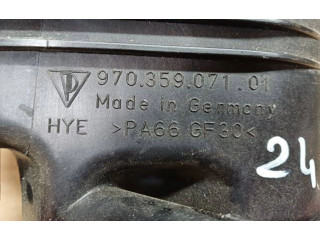 970.359.071.01
Made in Germany
HYE >PA66 GF30<
24